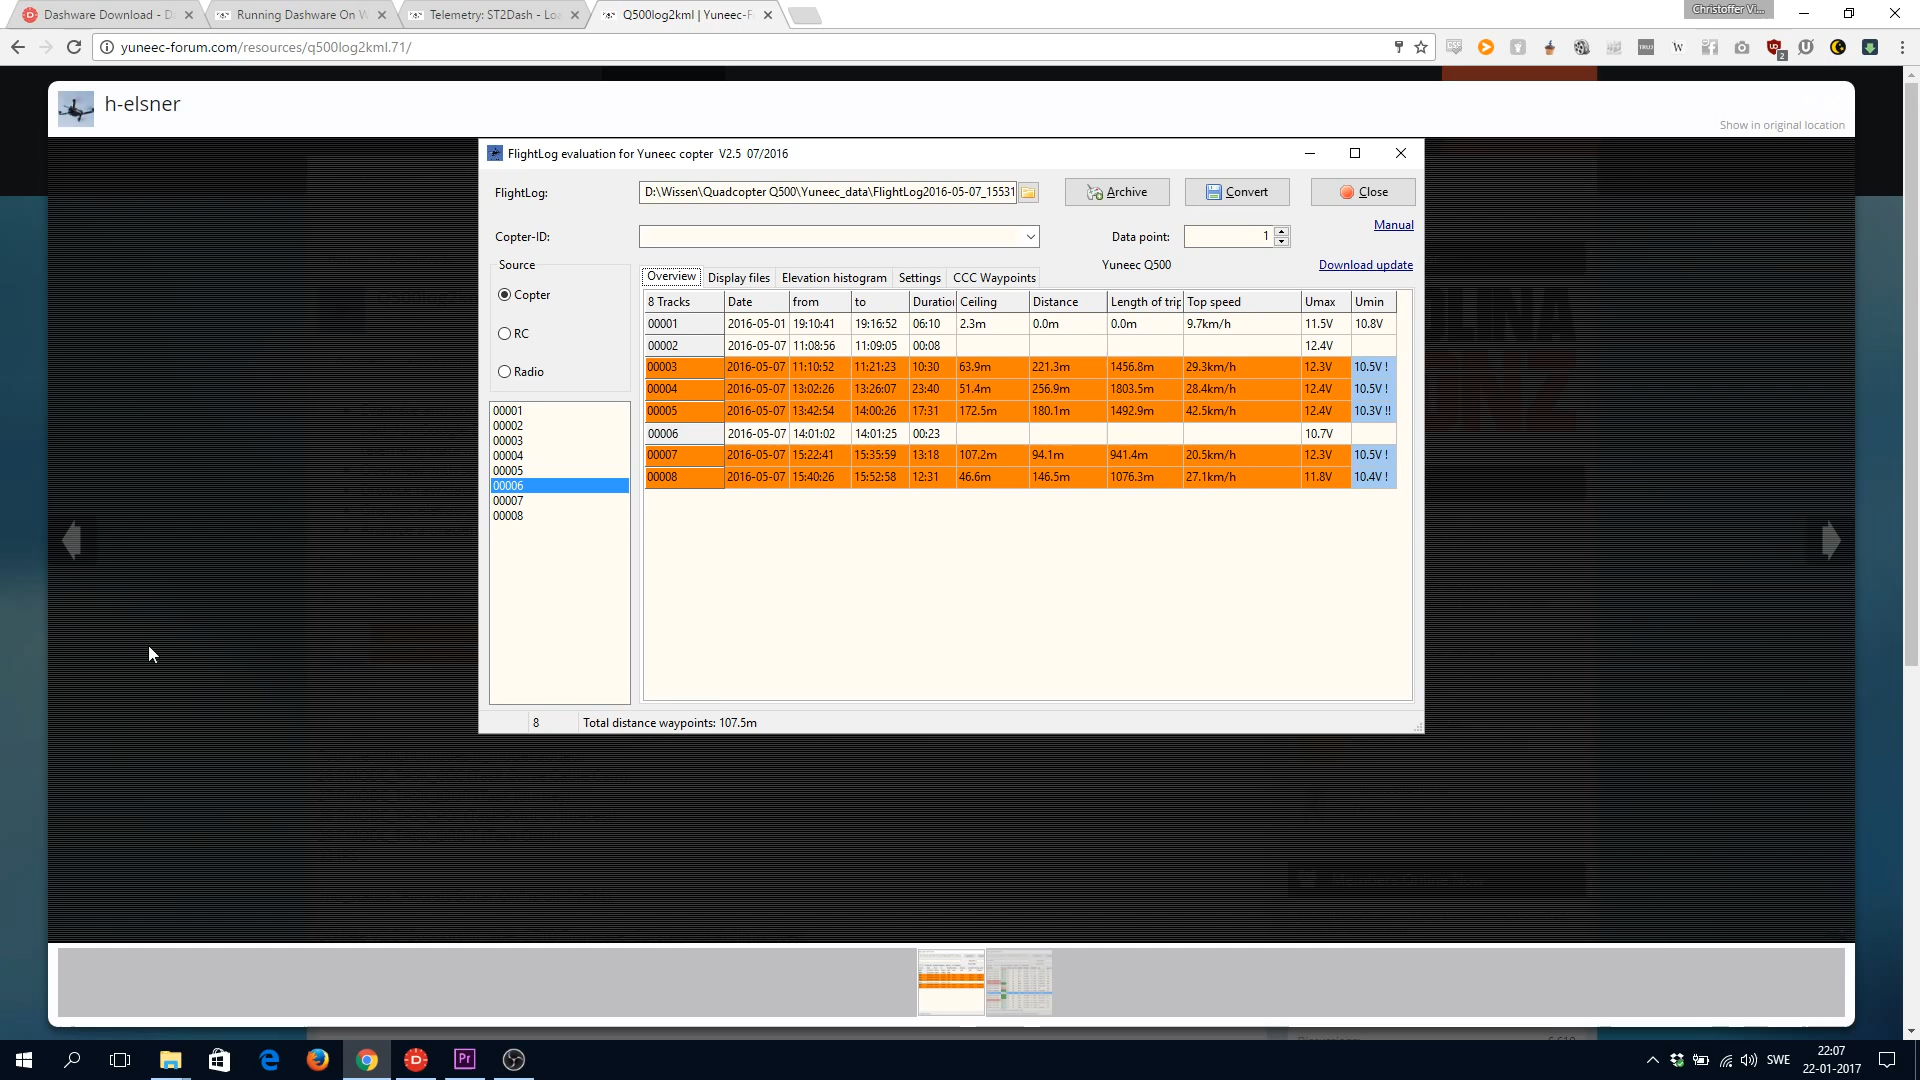 Dashware Download - D
Running Dashware On W
Telemetry: ST2Dash - Lo
Q500log2kml | Yuneec-F
Christoffer Vi...
yuneec-forum.com/resources/q500log2kml.71/
h-elsner
Show in original location
FlightLog evaluation for Yuneec copter V2.5 07/2016
FlightLog:
D:\Wissen\Quadcopter Q500\Yuneec_data\FlightLog2016-05-07_15531
Archive
Convert
Close
Manual
Copter-ID:
Data point:
1
Yuneec Q500
Download update
Source
Copter
RC
Radio
00001
00002
00003
00004
00005
00006
00007
00008
Overview Display files Elevation histogram Settings CCC Waypoints
8 Tracks Date from to Duratior Ceiling Distance Length of trip Top speed Umax Umin
00001 2016-05-01 19:10:41 19:16:52 06:10 2.3m 0.0m 0.0m 9.7km/h 11.5V 10.8V
00002 2016-05-07 11:08:56 11:09:05 00:08 12.4V
00003 2016-05-07 11:10:52 11:21:23 10:30 63.9m 221.3m 1456.8m 29.3km/h 12.3V 10.5V !
00004 2016-05-07 13:02:26 13:26:07 23:40 51.4m 256.9m 1803.5m 28.4km/h 12.4V 10.5V !
00005 2016-05-07 13:42:54 14:00:26 17:31 172.5m 180.1m 1492.9m 42.5km/h 12.4V 10.3V !!
00006 2016-05-07 14:01:02 14:01:25 00:23 10.7V
00007 2016-05-07 15:22:41 15:35:59 13:18 107.2m 94.1m 941.4m 20.5km/h 12.3V 10.5V !
00008 2016-05-07 15:40:26 15:52:58 12:31 46.6m 146.5m 1076.3m 27.1km/h 11.8V 10.4V !
8
Total distance waypoints: 107.5m
SWE
22:07
22-01-2017